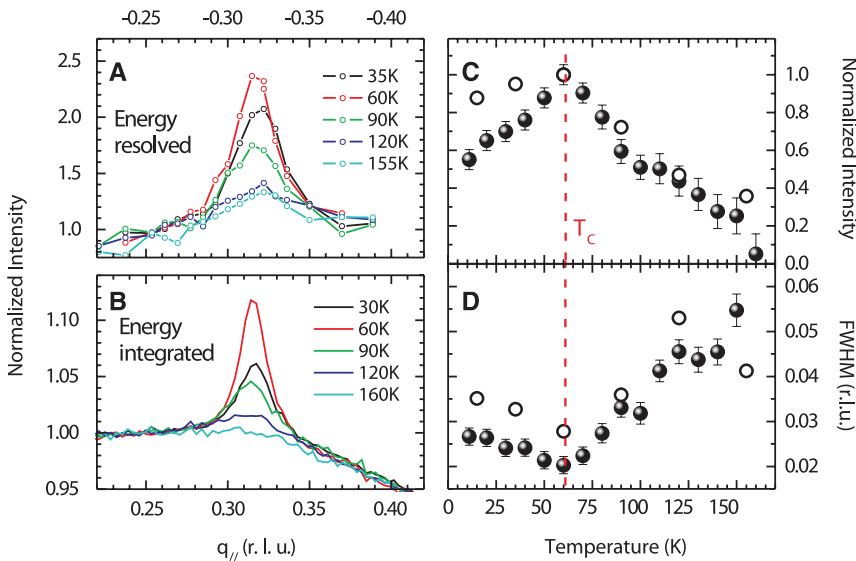 -0.25 -0.30 -0.35 -0.40
A
Energy
resolved
35K
60K
90K
120K
155K
2.5
2.0
1.5
1.0
Normalized Intensity
B
Energy
integrated
30K
60K
90K
120K
160K
1.10
1.05
1.00
0.95
0.25 0.30 0.35 0.40
q// (r. l. u.)
C
T_C
1.0
0.8
0.6
0.4
0.2
0.0
Normalized Intensity
D
0.06
0.05
0.04
0.03
0.02
FWHM (r.l.u.)
0 25 50 75 100 125 150 175
Temperature (K)